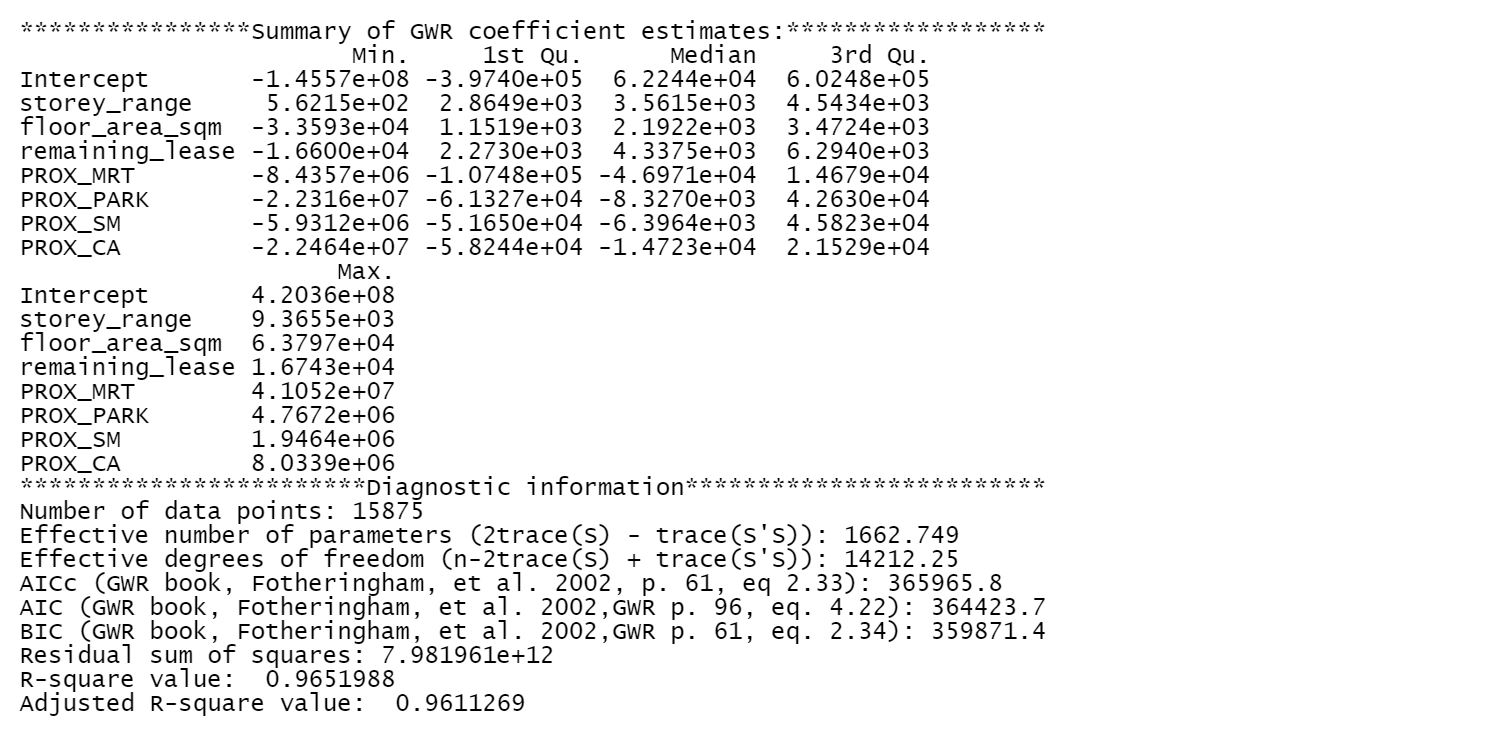 ****************Summary of GWR coefficient estimates:******************
                       Min.     1st Qu.      Median     3rd Qu.
Intercept       -1.4557e+08 -3.9740e+05  6.2244e+04  6.0248e+05
storey_range     5.6215e+02  2.8649e+03  3.5615e+03  4.5434e+03
floor_area_sqm  -3.3593e+04  1.1519e+03  2.1922e+03  3.4724e+03
remaining_lease -1.6600e+04  2.2730e+03  4.3375e+03  6.2940e+03
PROX_MRT        -8.4357e+06 -1.0748e+05 -4.6971e+04  1.4679e+04
PROX_PARK       -2.2316e+07 -6.1327e+04 -8.3270e+03  4.2630e+04
PROX_SM         -5.9312e+06 -5.1650e+04 -6.3964e+03  4.5823e+04
PROX_CA         -2.2464e+07 -5.8244e+04 -1.4723e+04  2.1529e+04
                      Max.
Intercept       4.2036e+08
storey_range    9.3655e+03
floor_area_sqm  6.3797e+04
remaining_lease 1.6743e+04
PROX_MRT        4.1052e+07
PROX_PARK       4.7672e+06
PROX_SM         1.9464e+06
PROX_CA         8.0339e+06
************************Diagnostic information*************************
Number of data points: 15875
Effective number of parameters (2trace(S) - trace(S'S)): 1662.749
Effective degrees of freedom (n-2trace(S) + trace(S'S)): 14212.25
AICc (GWR book, Fotheringham, et al. 2002, p. 61, eq 2.33): 365965.8
AIC (GWR book, Fotheringham, et al. 2002,GWR p. 96, eq. 4.22): 364423.7
BIC (GWR book, Fotheringham, et al. 2002,GWR p. 61, eq. 2.34): 359871.4
Residual sum of squares: 7.981961e+12
R-square value:  0.9651988
Adjusted R-square value:  0.9611269